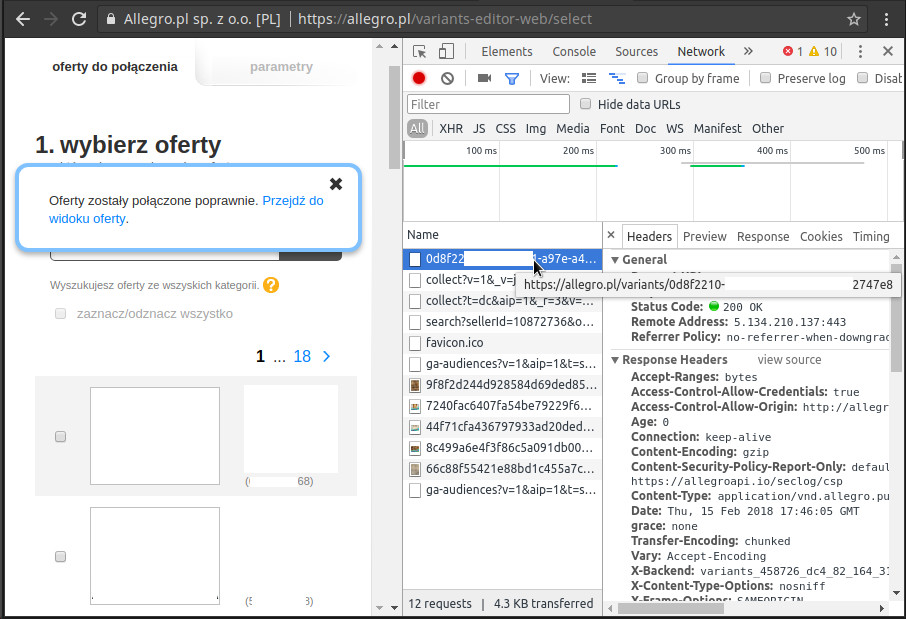 Allegro.pl sp. z o.o. [PL] | https://allegro.pl/variants-editor-web/select
oferty do połączenia
parametry
1. wybierz oferty
Oferty zostały połączone poprawnie. Przejdź do
widoku oferty.
Wyszukujesz oferty ze wszystkich kategorii. ?
zaznacz/odznacz wszystko
1 ... 18 >
( 68)
( 3)
Elements Console Sources Network » 1 10
View: Group by frame Preserve log Disab
Filter Hide data URLs
All XHR JS CSS Img Media Font Doc WS Manifest Other
100 ms 200 ms 300 ms 400 ms 500 ms
Name
0d8f22 -a97e-a4...
collect?v=1&_v=j
collect?t=dc&aip=1&_r=3&v=...
search?sellerId=10872736&o...
favicon.ico
ga-audiences?v=1&aip=1&t=s...
9f8f2d244d928584d69ded85...
7240fac6407fa54be79229f6...
44f71cfa436797933ad20ded...
8c499a6e4f3f86c5a091db00...
66c88f55421e88bd1c455a7c...
ga-audiences?v=1&aip=1&t=s...
12 requests | 4.3 KB transferred
× Headers Preview Response Cookies Timing
General
https://allegro.pl/variants/0d8f2210- 2747e8
Status Code: 200 OK
Remote Address: 5.134.210.137:443
Referrer Policy: no-referrer-when-downgrad
Response Headers view source
Accept-Ranges: bytes
Access-Control-Allow-Credentials: true
Access-Control-Allow-Origin: http://allegr
Age: 0
Connection: keep-alive
Content-Encoding: gzip
Content-Security-Policy-Report-Only: defaul
https://allegroapi.io/seclog/csp
Content-Type: application/vnd.allegro.pu
Date: Thu, 15 Feb 2018 17:46:05 GMT
grace: none
Transfer-Encoding: chunked
Vary: Accept-Encoding
X-Backend: variants_458726_dc4_82_164_31
X-Content-Type-Options: nosniff
X-Frame-Options: SAMEORIGIN